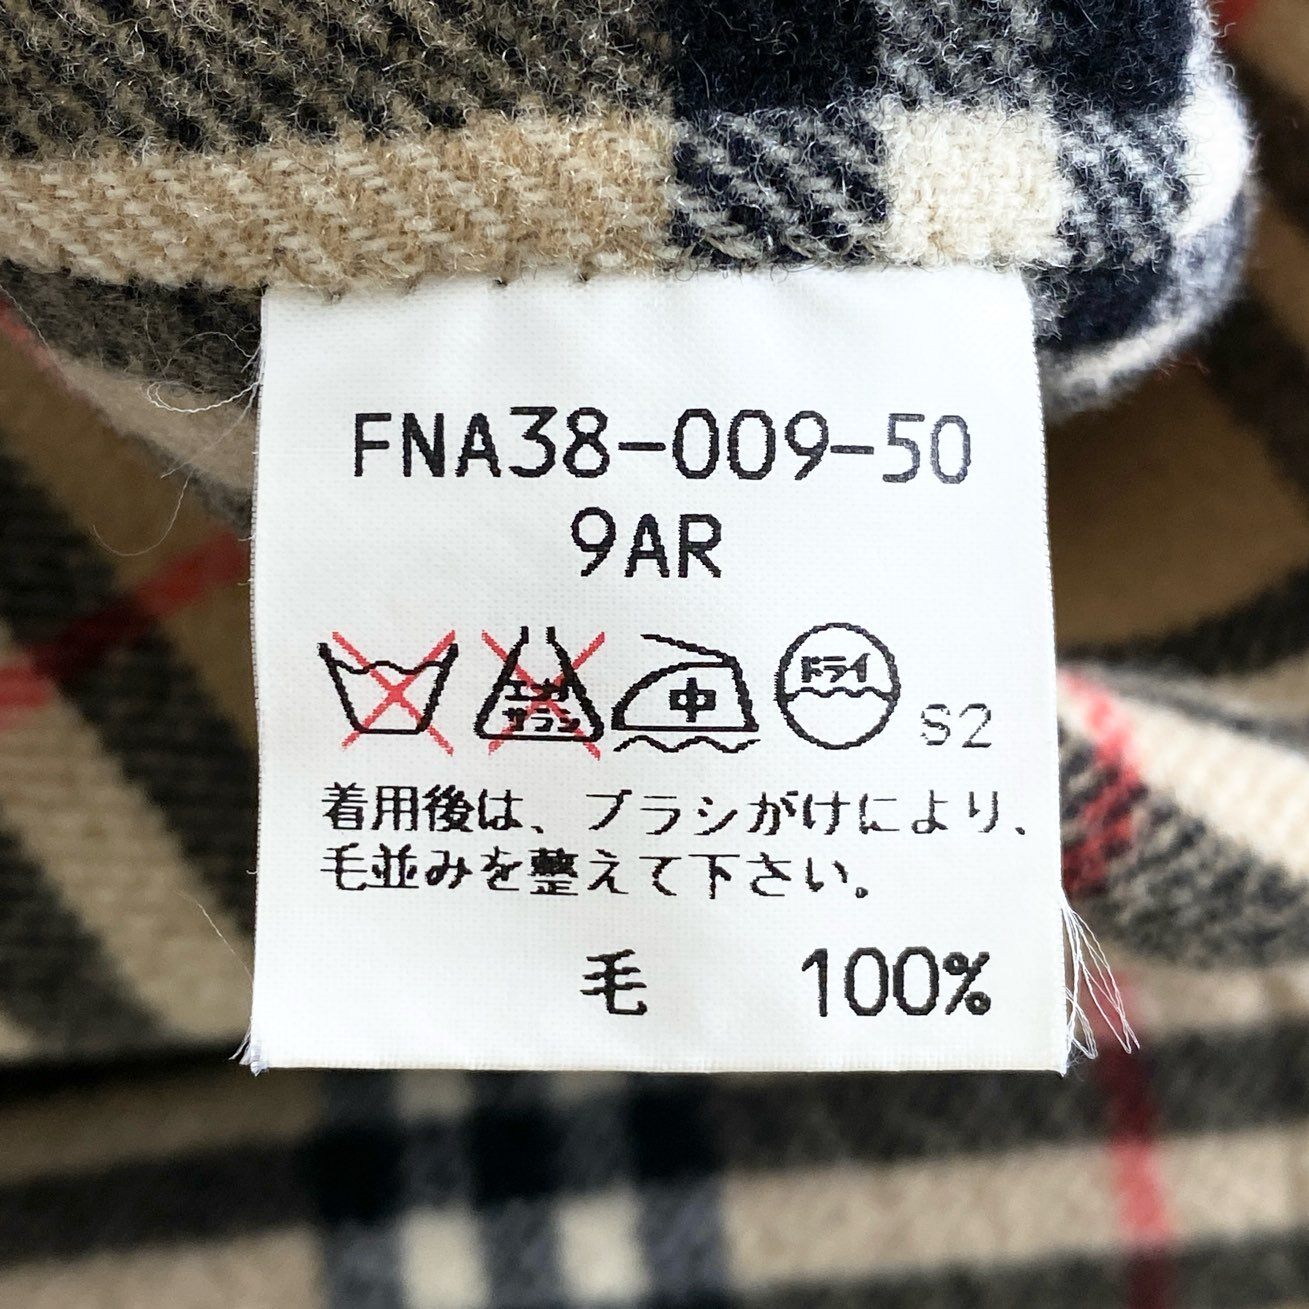 FNA38-009-50
9AR
エンソ
サラシ
中
ドライ
S2
着用後は、ブラシがけにより、
毛並みを整えて下さい。
毛 100%